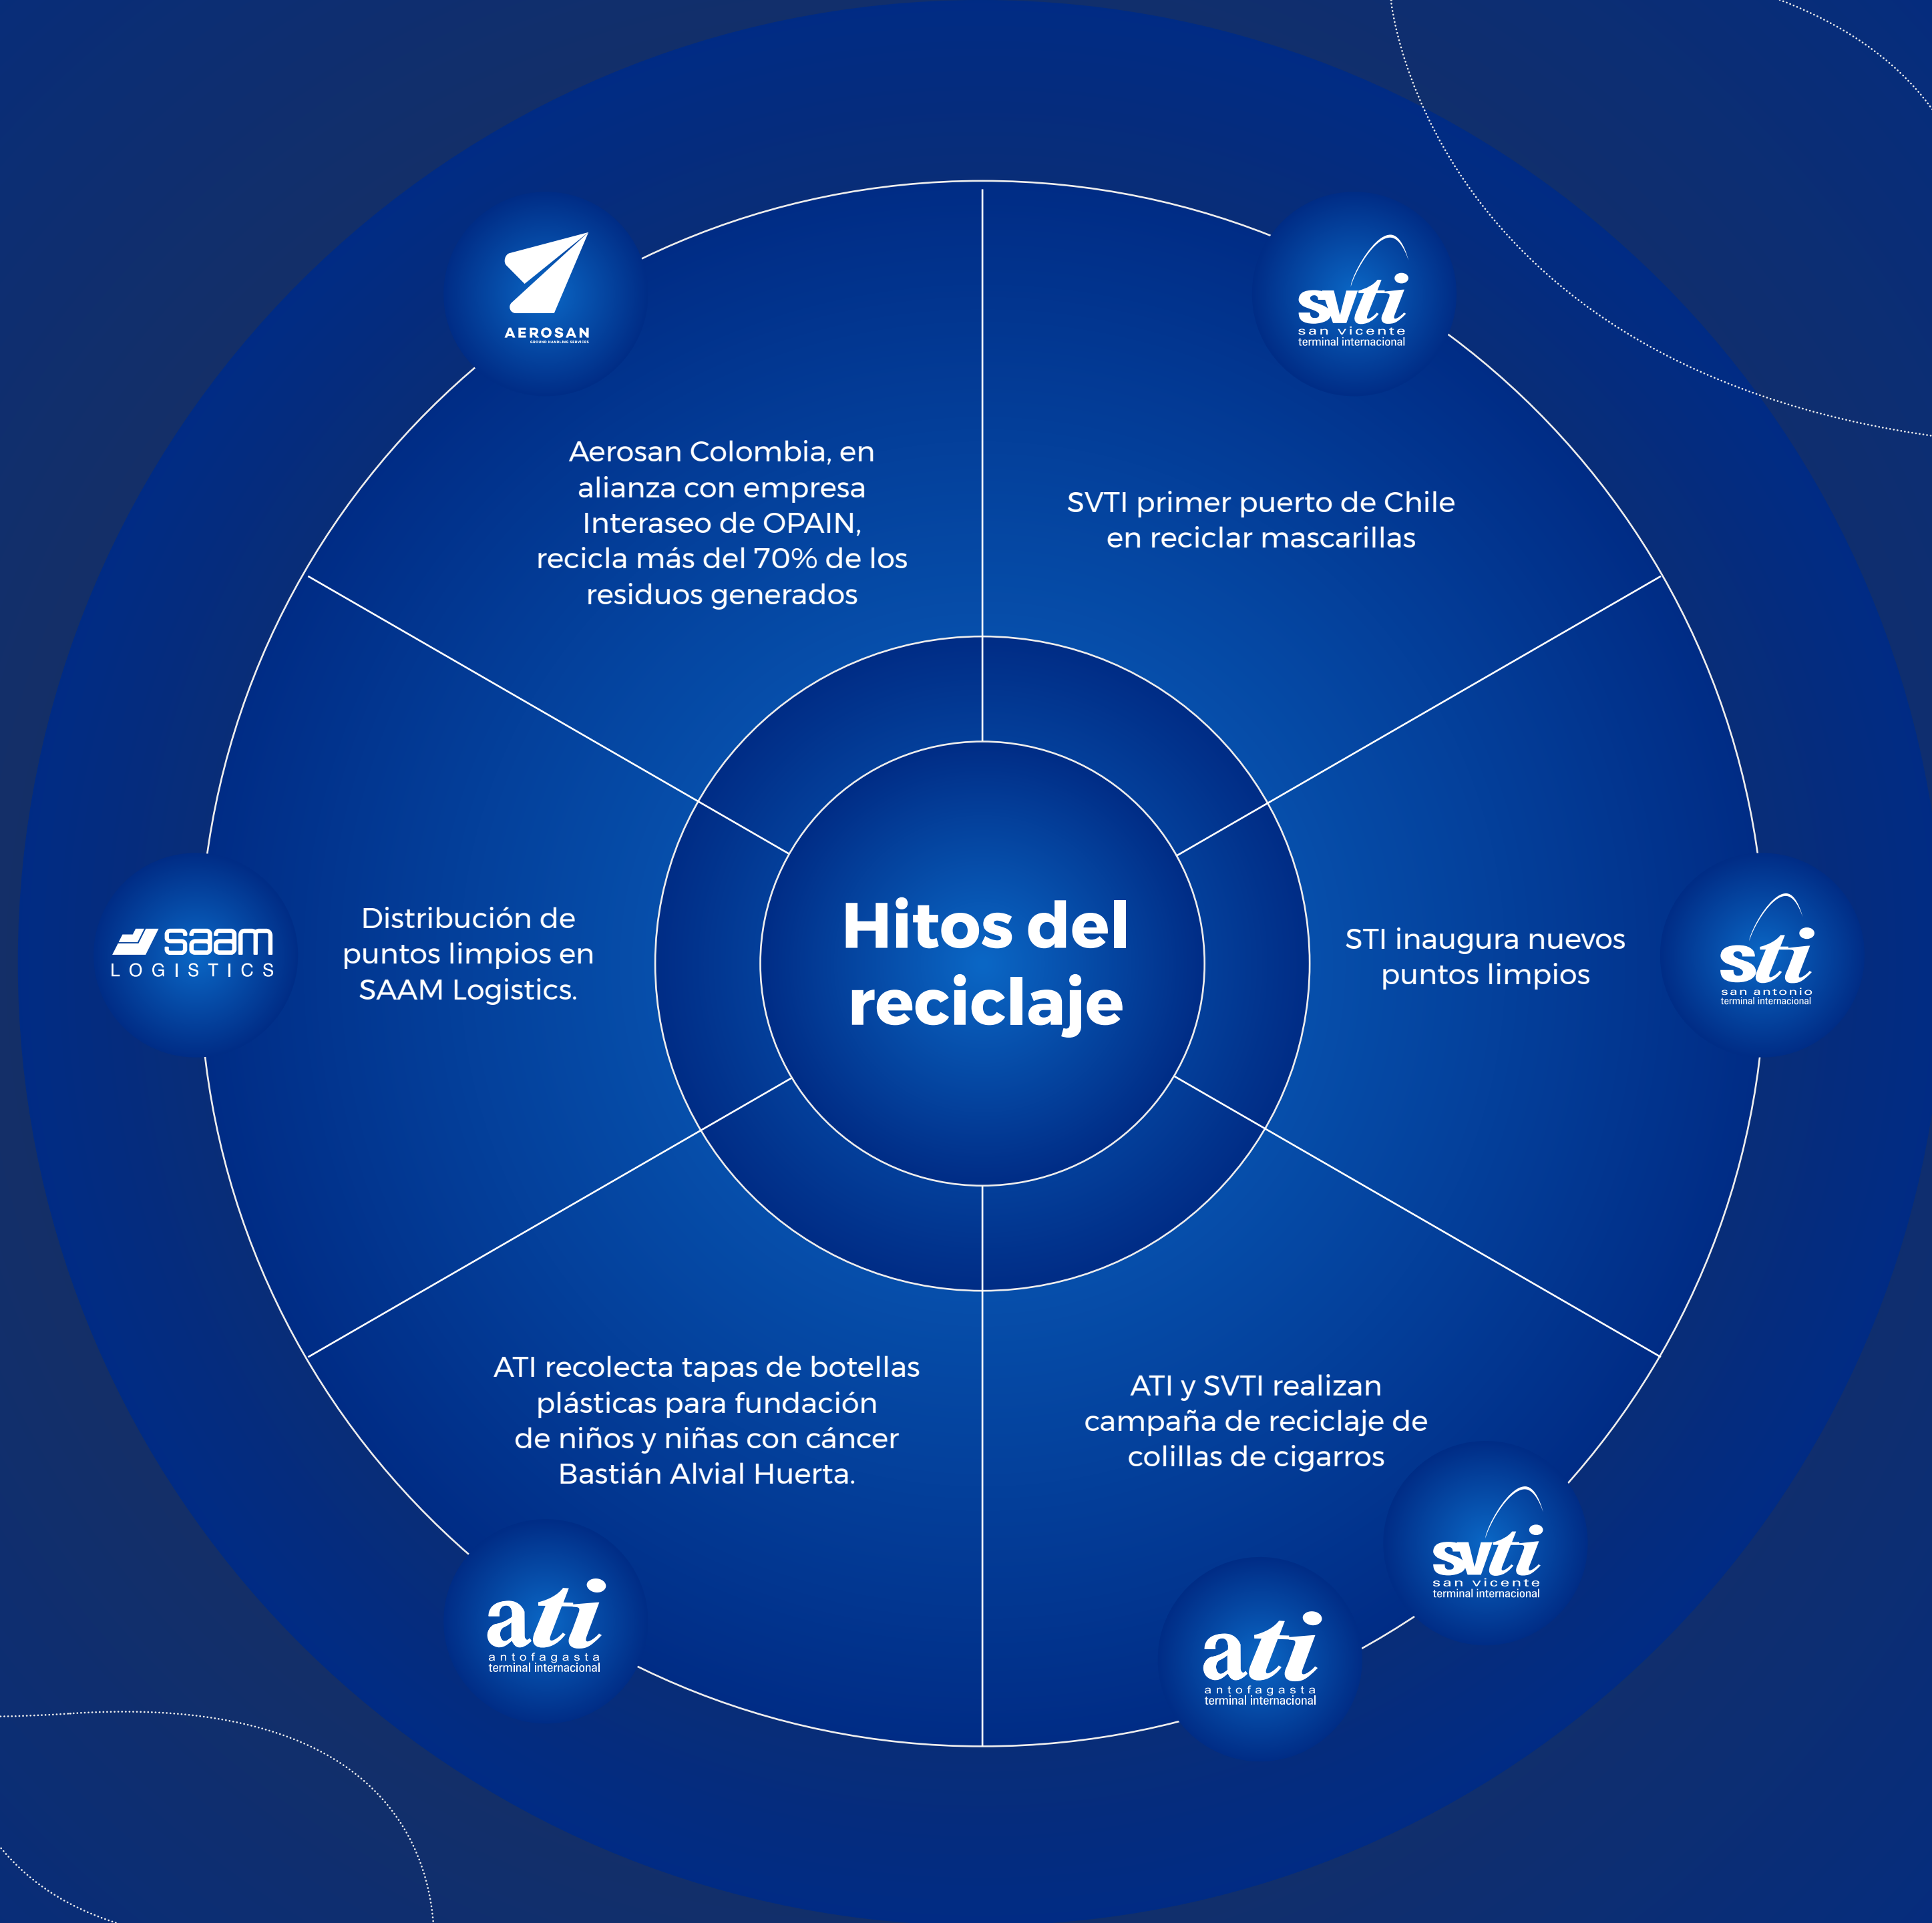 AEROSAN
GROUND HANDLING SERVICES
Aerosan Colombia, en
alianza con empresa
Interaseo de OPAIN,
recicla más del 70% de los
residuos generados
svti
san vicente
terminal internacional
SVTI primer puerto de Chile
en reciclar mascarillas
saam
LOGISTICS
Distribución de
puntos limpios en
SAAM Logistics.
Hitos del
reciclaje
STI inaugura nuevos
puntos limpios
sti
san antonio
terminal internacional
ATI recolecta tapas de botellas
plásticas para fundación
de niños y niñas con cáncer
Bastián Alvial Huerta.
ati
antofagasta
terminal internacional
ATI y SVTI realizan
campaña de reciclaje de
colillas de cigarros
svti
san vicente
terminal internacional
ati
antofagasta
terminal internacional